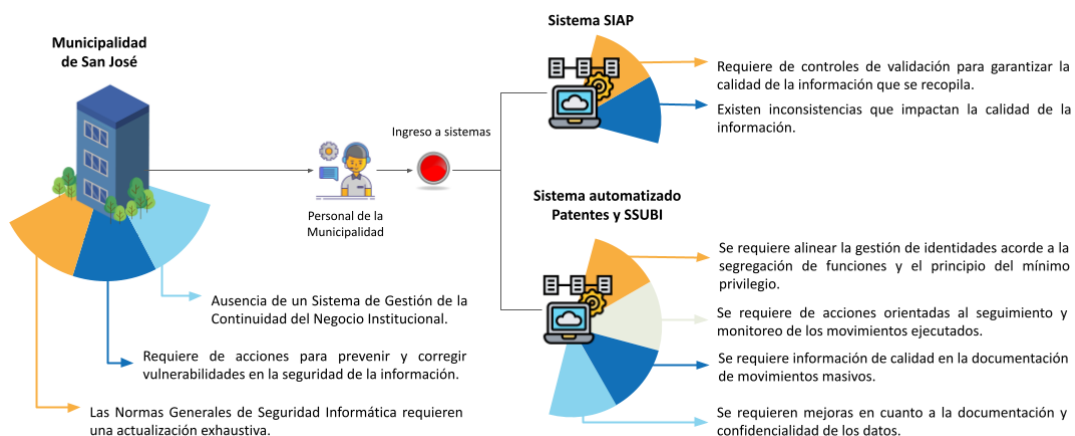 Municipalidad
de San José
Ausencia de un Sistema de Gestión de la
Continuidad del Negocio Institucional.
Requiere de acciones para prevenir y corregir
vulnerabilidades en la seguridad de la información.
Las Normas Generales de Seguridad Informática requieren
una actualización exhaustiva.
Personal de la
Municipalidad
Ingreso a sistemas
Sistema SIAP
Requiere de controles de validación para garantizar la
calidad de la información que se recopila.
Existen inconsistencias que impactan la calidad de la
información.
Sistema automatizado
Patentes y SSUBI
Se requiere alinear la gestión de identidades acorde a la
segregación de funciones y el principio del mínimo
privilegio.
Se requiere de acciones orientadas al seguimiento y
monitoreo de los movimientos ejecutados.
Se requiere información de calidad en la documentación
de movimientos masivos.
Se requieren mejoras en cuanto a la documentación y
confidencialidad de los datos.